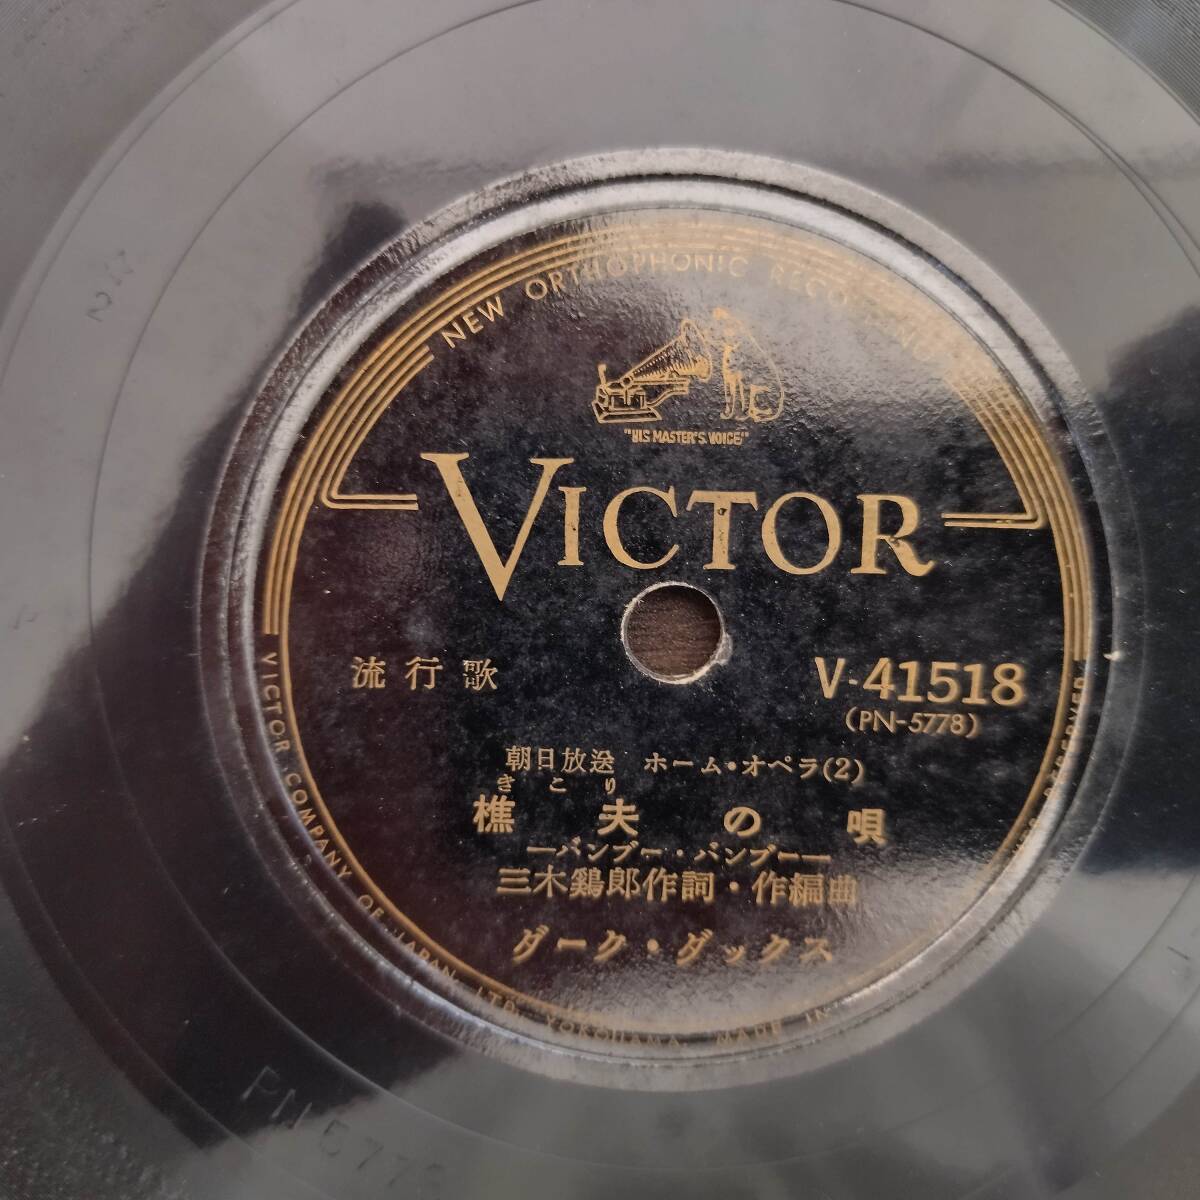 NEW ORTHOPHONIC RECORDING
"HIS MASTER'S VOICE"
VICTOR
流行歌
V-41518
(PN-5778)
朝日放送 ホーム・オペラ(2)
きこり
樵夫の唄
―バンブー・バンブー―
三木鶏郎作詞・作編曲
ダーク・ダックス
VICTOR COMPANY OF JAPAN, LTD. YOKOHAMA. MADE IN
RESERVED
PN 5778